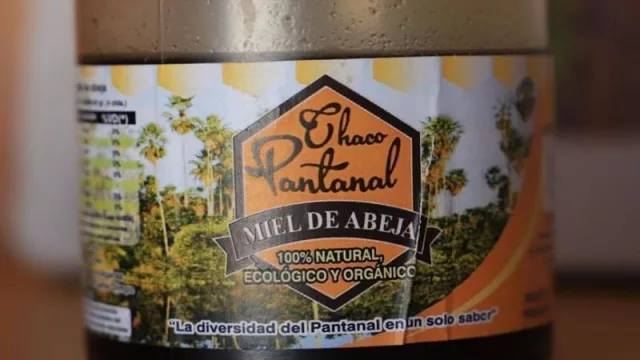 Chaco
Pantanal
MIEL DE ABEJA
100% NATURAL,
ECOLÓGICO Y ORGÁNICO
"La diversidad del Pantanal en un solo sabor"